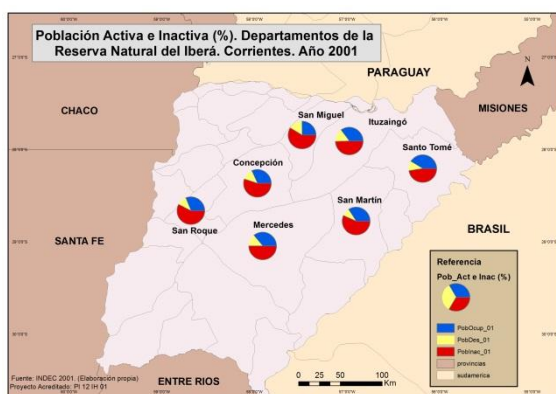 Población Activa e Inactiva (%). Departamentos de la
Reserva Natural del Iberá. Corrientes. Año 2001
PARAGUAY
N
CHACO
MISIONES
San Miguel
Ituzaingó
Santo Tomé
Concepción
San Martín
San Roque
Mercedes
BRASIL
SANTA FE
Referencia
Pob_Act e Inac (%)
PobOcup_01
PobDes_01
PobInac_01
provincias
sudamerica
Fuente: INDEC 2001. (Elaboración propia)
Proyecto Acreditado: PI 12 IH 01
ENTRE RIOS
0 25 50 100
Km